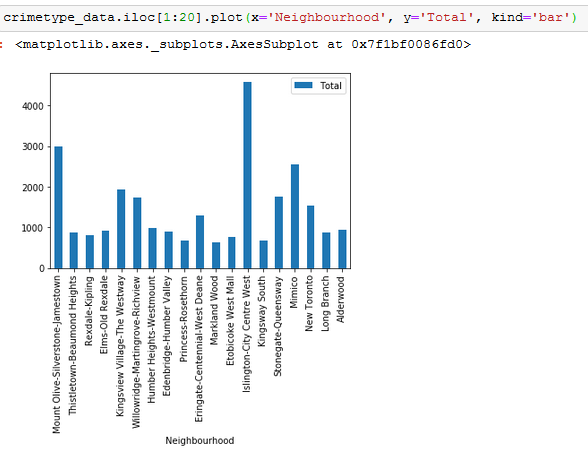 crimetype_data.iloc[1:20].plot(x='Neighbourhood', y='Total', kind='bar')
: <matplotlib.axes._subplots.AxesSubplot at 0x7f1bf0086fd0>
Total
4000
3000
2000
1000
0
Mount Olive-Silverstone-Jamestown
Thistletown-Beaumond Heights
Rexdale-Kipling
Elms-Old Rexdale
Kingsview Village-The Westway
Willowridge-Martingrove-Richview
Humber Heights-Westmount
Edenbridge-Humber Valley
Princess-Rosethorn
Eringate-Centennial-West Deane
Markland Wood
Etobicoke West Mall
Islington-City Centre West
Kingsway South
Stonegate-Queensway
Mimico
New Toronto
Long Branch
Alderwood
Neighbourhood